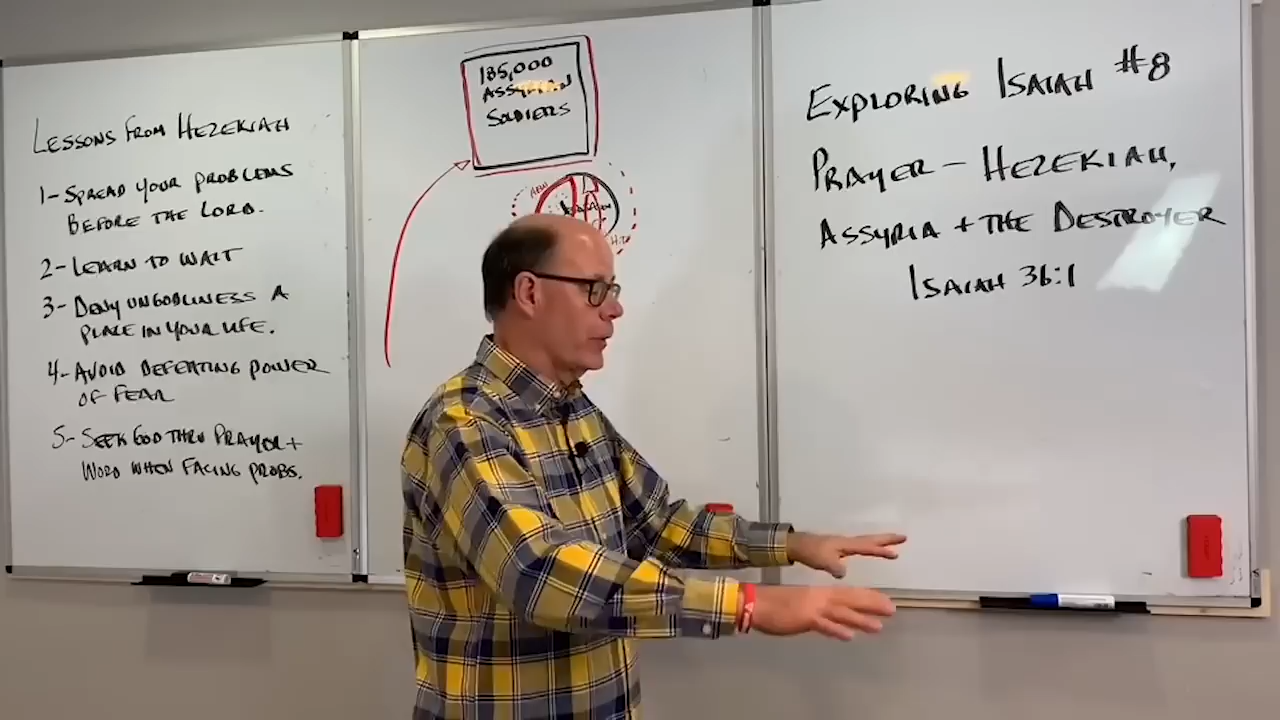 LESSONS FROM HEZEKIAH
1- SPREAD YOUR PROBLEMS
BEFORE THE LORD.
2- LEARN TO WAIT
3- DENY UNGODLINESS A
PLACE IN YOUR LIFE.
4- AVOID DEFEATING POWER
OF FEAR
5- SEEK GOD THRU PRAYER +
WORD WHEN FACING PROBS.
185,000
ASSYRIAN
SOLDIERS
NEW
EXPLORING ISAIAH #8
PRAYER - HEZEKIAH,
ASSYRIA + THE DESTROYER
ISAIAH 36:1